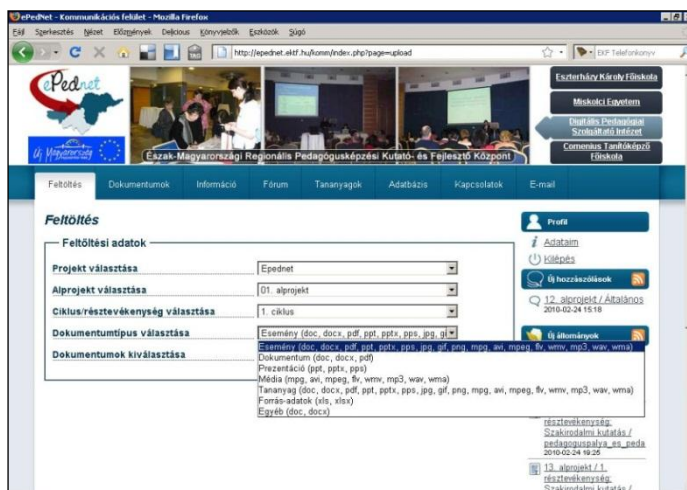 ePedNet - Kommunikációs felület - Mozilla Firefox
Fájl Szerkesztés Nézet Előzmények Delicious Könyvjelzők Eszközök Súgó
http://epednet.ektf.hu/komm/index.php?page=upload
EKF Telefonkonyv
ePednet
Új Magyarország
Észak-Magyarországi Regionális Pedagógusképzési Kutató- és Fejlesztő Központ
Eszterházy Károly Főiskola
Miskolci Egyetem
Digitális Pedagógiai
Szolgáltató Intézet
Comenius Tanítóképző
Főiskola
Feltöltés Dokumentumok Információ Fórum Tananyagok Adatbázis Kapcsolatok E-mail
Feltöltés
Feltöltési adatok
Projekt választása Epednet
Alprojekt választása 01. alprojekt
Ciklus/résztevékenység választása 1. ciklus
Dokumentumtípus választása Esemény (doc, docx, pdf, ppt, pptx, pps, jpg, gi
Dokumentumok kiválasztása
Esemény (doc, docx, pdf, ppt, pptx, pps, jpg, gif, png, mpg, avi, mpeg, flv, wmv, mp3, wav, wma)
Dokumentum (doc, docx, pdf)
Prezentáció (ppt, pptx, pps)
Média (mpg, avi, mpeg, flv, wmv, mp3, wav, wma)
Tananyag (doc, docx, pdf, ppt, pptx, pps, jpg, gif, png, mpg, avi, mpeg, flv, wmv, mp3, wav, wma)
Forrás-adatok (xls, xlsx)
Egyéb (doc, docx)
Profil
Adataim
Kilépés
Új hozzászólások
12. alprojekt / Általános
2010-02-24 15:18
Új állományok
résztevékenység:
Szakirodalmi kutatás /
pedagoguspalya_es_peda
2010-02-24 19:25
13. alprojekt / 1.
résztevékenység:
Szakirodalmi kutatás /